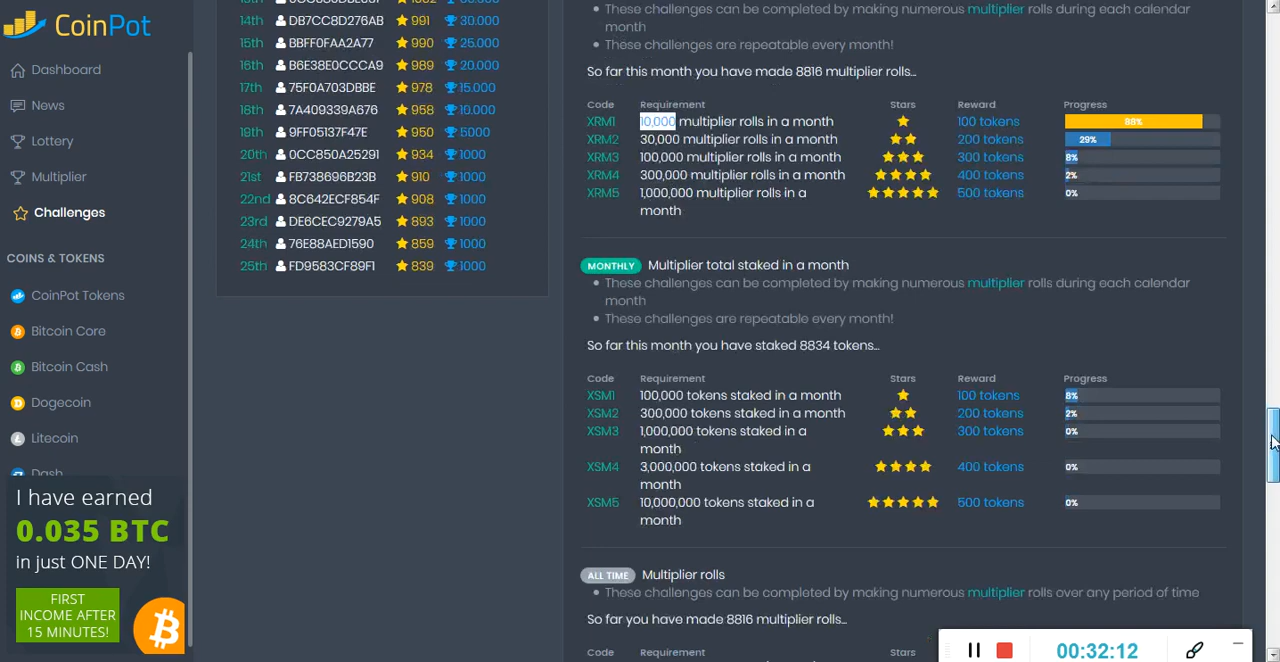 CoinPot
Dashboard
News
Lottery
Multiplier
Challenges
COINS & TOKENS
CoinPot Tokens
Bitcoin Core
Bitcoin Cash
Dogecoin
Litecoin
Dash
I have earned
0.035 BTC
in just ONE DAY!
FIRST
INCOME AFTER
15 MINUTES!
14th DB7CC8D276AB 991 30.000
15th BBFF0FAA2A77 990 25.000
16th B6E38E0CCCA9 989 20.000
17th 75F0A703DBBE 978 15.000
18th 7A409339A676 958 10.000
19th 9FF05137F47E 950 5000
20th 0CC850A25291 934 1000
21st FB738696B23B 910 1000
22nd 8C642ECF854F 908 1000
23rd DE6CEC9279A5 893 1000
24th 76E88AED1590 859 1000
25th FD9583CF89F1 839 1000
These challenges can be completed by making numerous multiplier rolls during each calendar
month
These challenges are repeatable every month!
So far this month you have made 8816 multiplier rolls...
Code Requirement Stars Reward Progress
XRM1 10,000 multiplier rolls in a month 100 tokens 88%
XRM2 30,000 multiplier rolls in a month 200 tokens 29%
XRM3 100,000 multiplier rolls in a month 300 tokens 8%
XRM4 300,000 multiplier rolls in a month 400 tokens 2%
XRM5 1,000,000 multiplier rolls in a 500 tokens 0%
month
MONTHLY Multiplier total staked in a month
These challenges can be completed by making numerous multiplier rolls during each calendar
month
These challenges are repeatable every month!
So far this month you have staked 8834 tokens...
Code Requirement Stars Reward Progress
XSM1 100,000 tokens staked in a month 100 tokens 8%
XSM2 300,000 tokens staked in a month 200 tokens 2%
XSM3 1,000,000 tokens staked in a 300 tokens 0%
month
XSM4 3,000,000 tokens staked in a 400 tokens 0%
month
XSM5 10,000,000 tokens staked in a 500 tokens 0%
month
ALL TIME Multiplier rolls
These challenges can be completed by making numerous multiplier rolls over any period of time
So far you have made 8816 multiplier rolls...
Code Requirement Stars
00:32:12